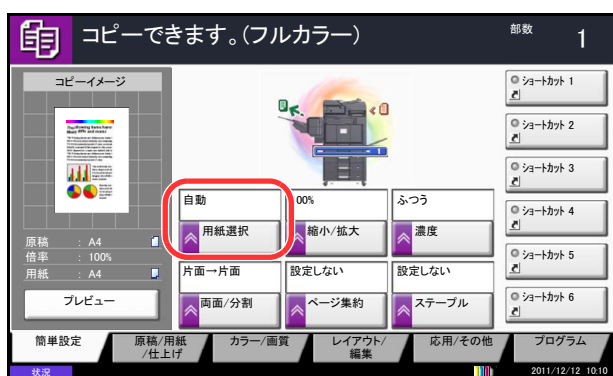 コピーできます。(フルカラー)
部数
1
コピーイメージ
原稿 : A4
倍率 : 100%
用紙 : A4
プレビュー
自動
用紙選択
00%
縮小/拡大
ふつう
濃度
片面→片面
両面/分割
設定しない
ページ集約
設定しない
ステープル
ショートカット 1
ショートカット 2
ショートカット 3
ショートカット 4
ショートカット 5
ショートカット 6
簡単設定
原稿/用紙
/仕上げ
カラー/画質
レイアウト/
編集
応用/その他
プログラム
状況
2011/12/12 10:10